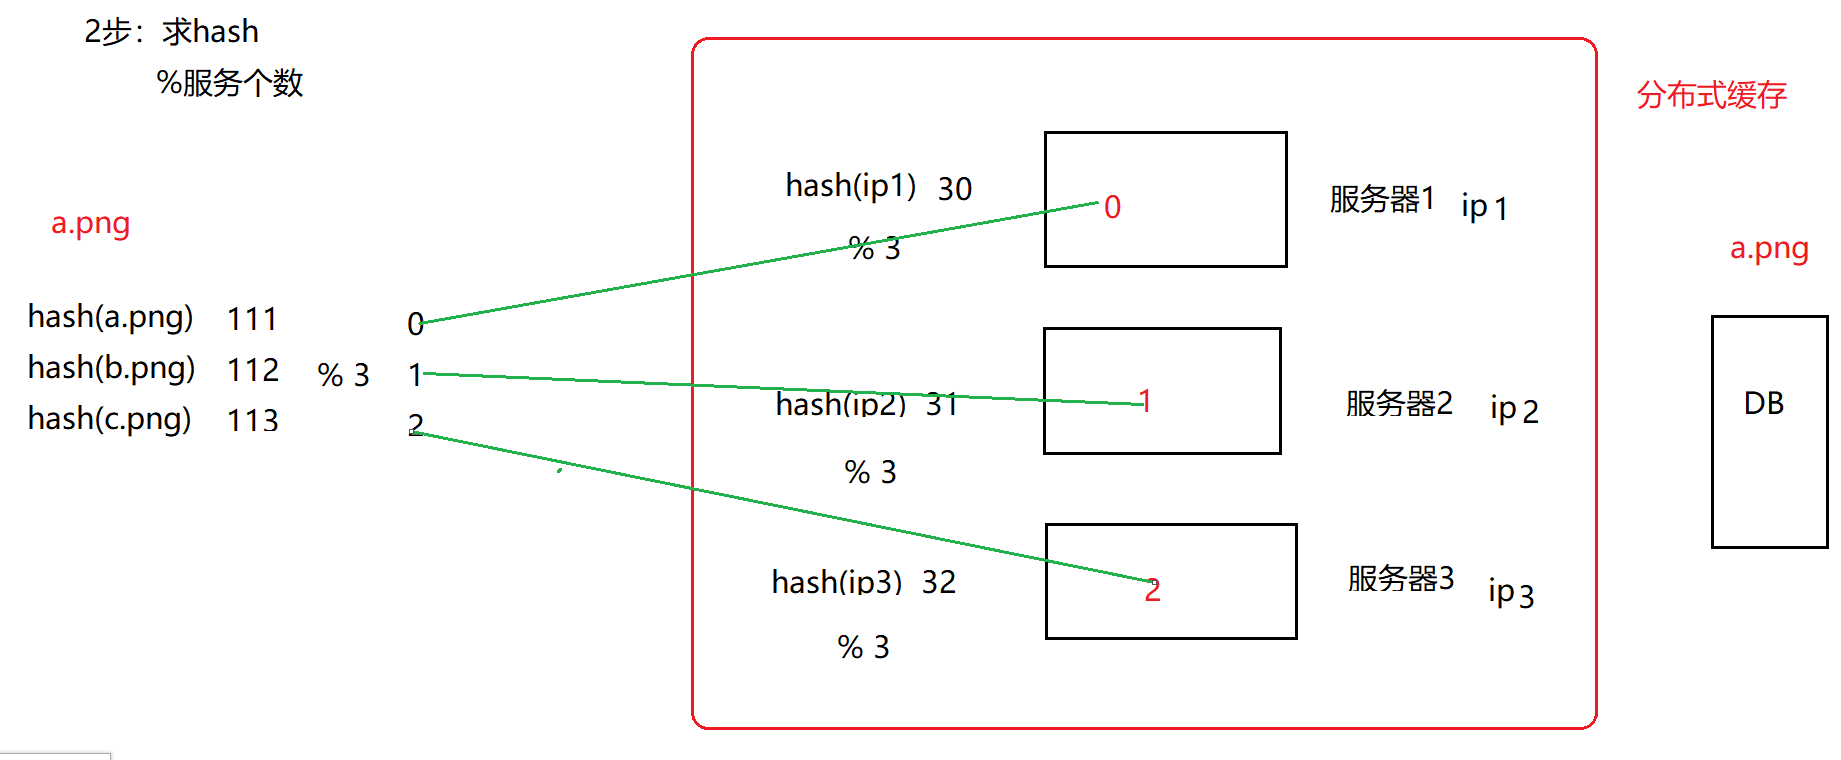 2步：求hash
%服务个数
分布式缓存
a.png
hash(a.png) 111 0
hash(b.png) 112 % 3 1
hash(c.png) 113 2
hash(ip1) 30
% 3
0
服务器1 ip 1
hash(ip2) 31
% 3
1
服务器2 ip 2
hash(ip3) 32
% 3
2
服务器3 ip 3
a.png
DB